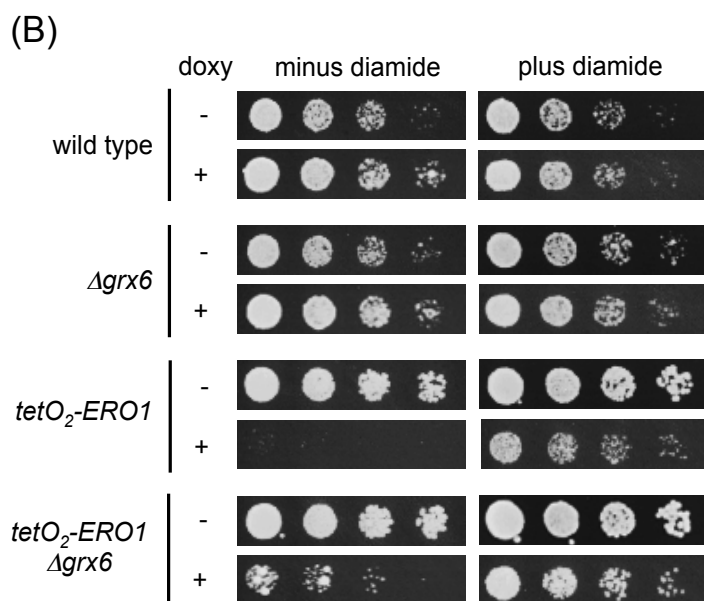 (B)
doxy minus diamide plus diamide
wild type
-
+
Δgrx6
-
+
tetO2-ERO1
-
+
tetO2-ERO1
Δgrx6
-
+